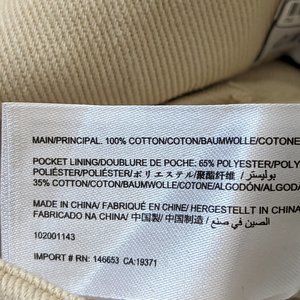 MAIN/PRINCIPAL: 100% COTTON/COTON/BAUMWOLLE/COTONE
POCKET LINING/DOUBLURE DE POCHE: 65% POLYESTER/POLY
POLIÉSTER/POLIÉSTER/ポリエステル/聚酯纤维/بوليستر
35% COTTON/COTON/BAUMWOLLE/COTONE/ALGODÓN/ALGODÃ
MADE IN CHINA/ FABRIQUÉ EN CHINE/ HERGESTELLT IN CHINA
FABRICADO NA CHINA/ 中国製/ 中国制造/ الصين في صنع
102001143
IMPORT # RN: 146653 CA:19371